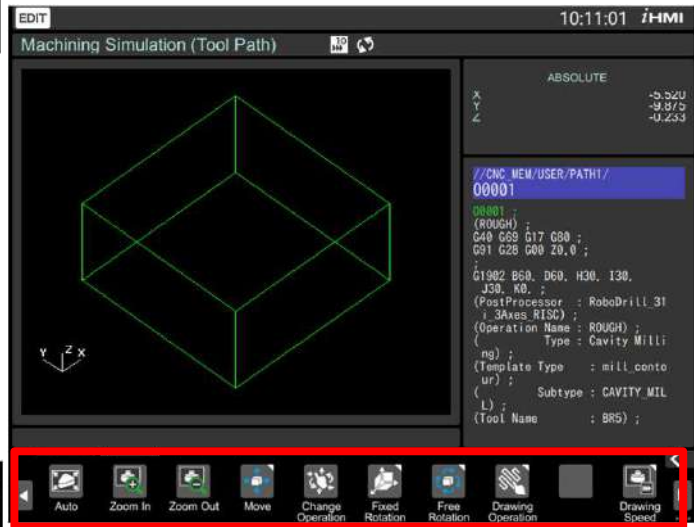 EDIT
10:11:01 iHMI
Machining Simulation (Tool Path)
ABSOLUTE
X -5.520
Y -9.875
Z -0.233
//CNC_MEM/USER/PATH1/
O0001
O0001 ;
(ROUGH) ;
G40 G69 G17 G80 ;
G91 G28 G00 Z0.0 ;
;
G1902 B60. D60. H30. I30.
J30. K0. ;
(PostProcessor : RoboDrill_31
i_3Axes_RISC) ;
(Operation Name : ROUGH) ;
( Type : Cavity Milli
ng) ;
(Template Type : mill_conto
ur) ;
( Subtype : CAVITY_MIL
L) ;
(Tool Name : BR5) ;
Y Z X
Auto Zoom In Zoom Out Move Change Operation Fixed Rotation Free Rotation Drawing Operation Drawing Speed